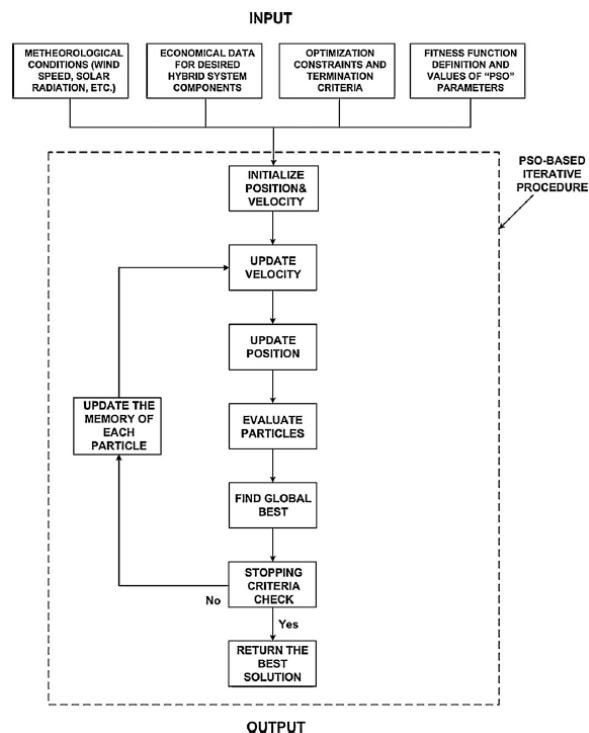 INPUT
METHEOROLOGICAL
CONDITIONS (WIND
SPEED, SOLAR
RADIATION, ETC.)
ECONOMICAL DATA
FOR DESIRED
HYBRID SYSTEM
COMPONENTS
OPTIMIZATION
CONSTRAINTS AND
TERMINATION
CRITERIA
FITNESS FUNCTION
DEFINITION AND
VALUES OF “PSO”
PARAMETERS
PSO-BASED
ITERATIVE
PROCEDURE
INITIALIZE
POSITION&
VELOCITY
UPDATE
VELOCITY
UPDATE
POSITION
UPDATE THE
MEMORY OF
EACH
PARTICLE
EVALUATE
PARTICLES
FIND GLOBAL
BEST
STOPPING
CRITERIA
CHECK
No
Yes
RETURN THE
BEST
SOLUTION
OUTPUT